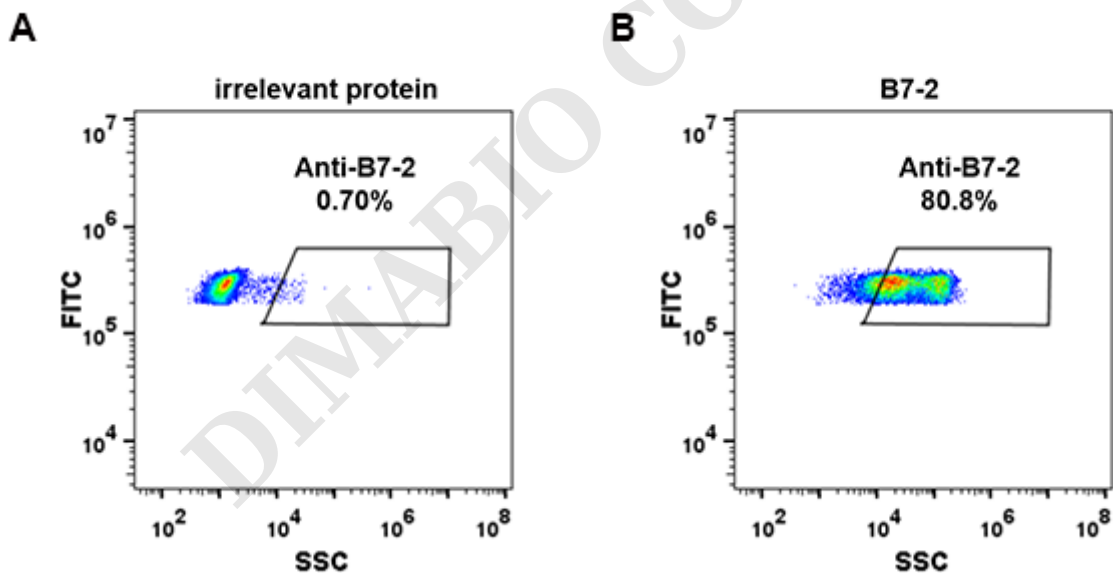 A
B
irrelevant protein
B7-2
10^7
10^6
10^5
10^4
FITC
Anti-B7-2
0.70%
10^2
10^4
10^6
10^8
SSC
10^7
10^6
10^5
10^4
FITC
Anti-B7-2
80.8%
10^2
10^4
10^6
10^8
SSC
DIMABIO CO